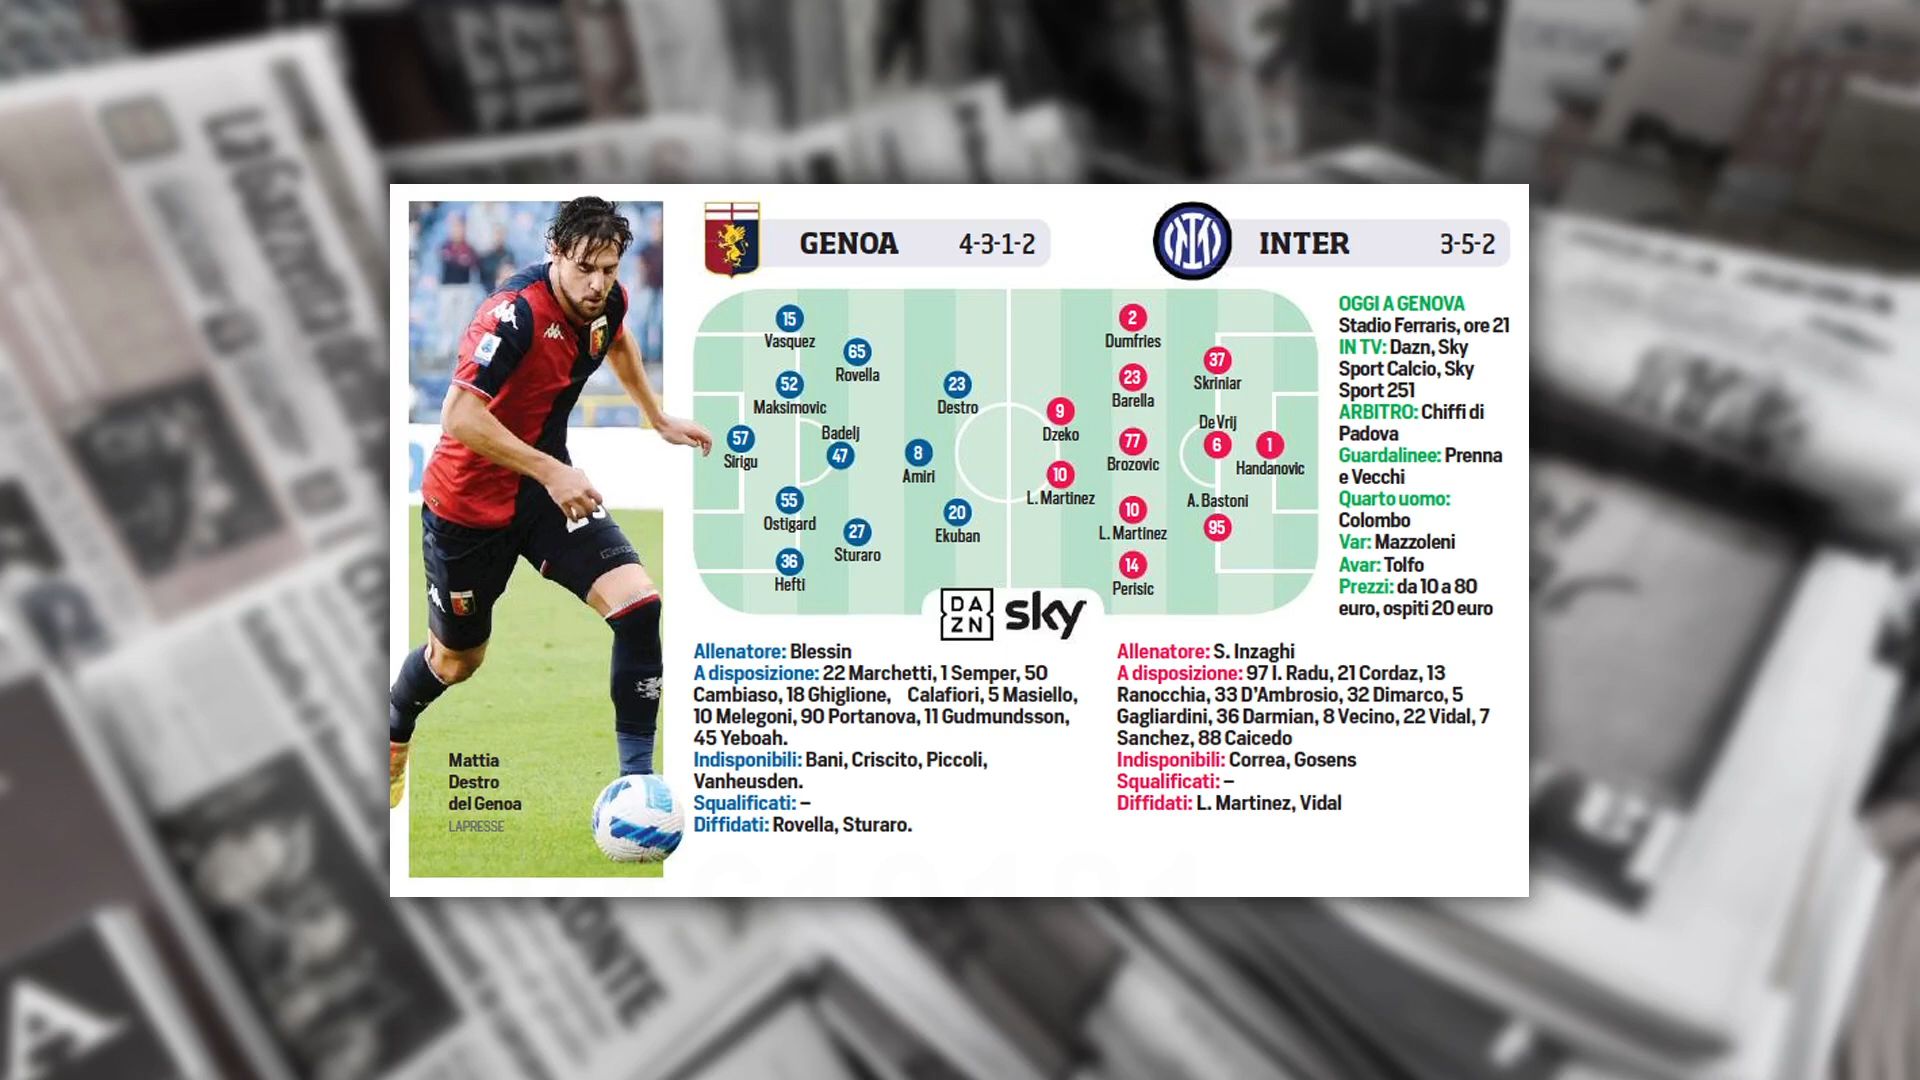 GENOA 4-3-1-2
INTER 3-5-2
15
Vasquez
65
Rovella
52
Maksimovic
23
Destro
57
Sirigu
Badelj
47
8
Amiri
55
Ostigard
20
Ekuban
27
Sturaro
36
Hefti
2
Dumfries
37
Skriniar
23
Barella
9
Dzeko
De Vrij
6
77
Brozovic
1
Handanovic
10
L. Martinez
A. Bastoni
95
10
L. Martinez
14
Perisic
DAZN
sky
OGGI A GENOVA
Stadio Ferraris, ore 21
IN TV: Dazn, Sky
Sport Calcio, Sky
Sport 251
ARBITRO: Chiffi di
Padova
Guardalinee: Prenna
e Vecchi
Quarto uomo:
Colombo
Var: Mazzoleni
Avar: Tolfo
Prezzi: da 10 a 80
euro, ospiti 20 euro
Allenatore: Blessin
A disposizione: 22 Marchetti, 1 Semper, 50
Cambiaso, 18 Ghiglione, Calafiori, 5 Masiello,
10 Melegoni, 90 Portanova, 11 Gudmundsson,
45 Yeboah.
Indisponibili: Bani, Criscito, Piccoli,
Vanheusden.
Squalificati: –
Diffidati: Rovella, Sturaro.
Allenatore: S. Inzaghi
A disposizione: 97 I. Radu, 21 Cordaz, 13
Ranocchia, 33 D'Ambrosio, 32 Dimarco, 5
Gagliardini, 36 Darmian, 8 Vecino, 22 Vidal, 7
Sanchez, 88 Caicedo
Indisponibili: Correa, Gosens
Squalificati: –
Diffidati: L. Martinez, Vidal
Mattia
Destro
del Genoa
LAPRESSE